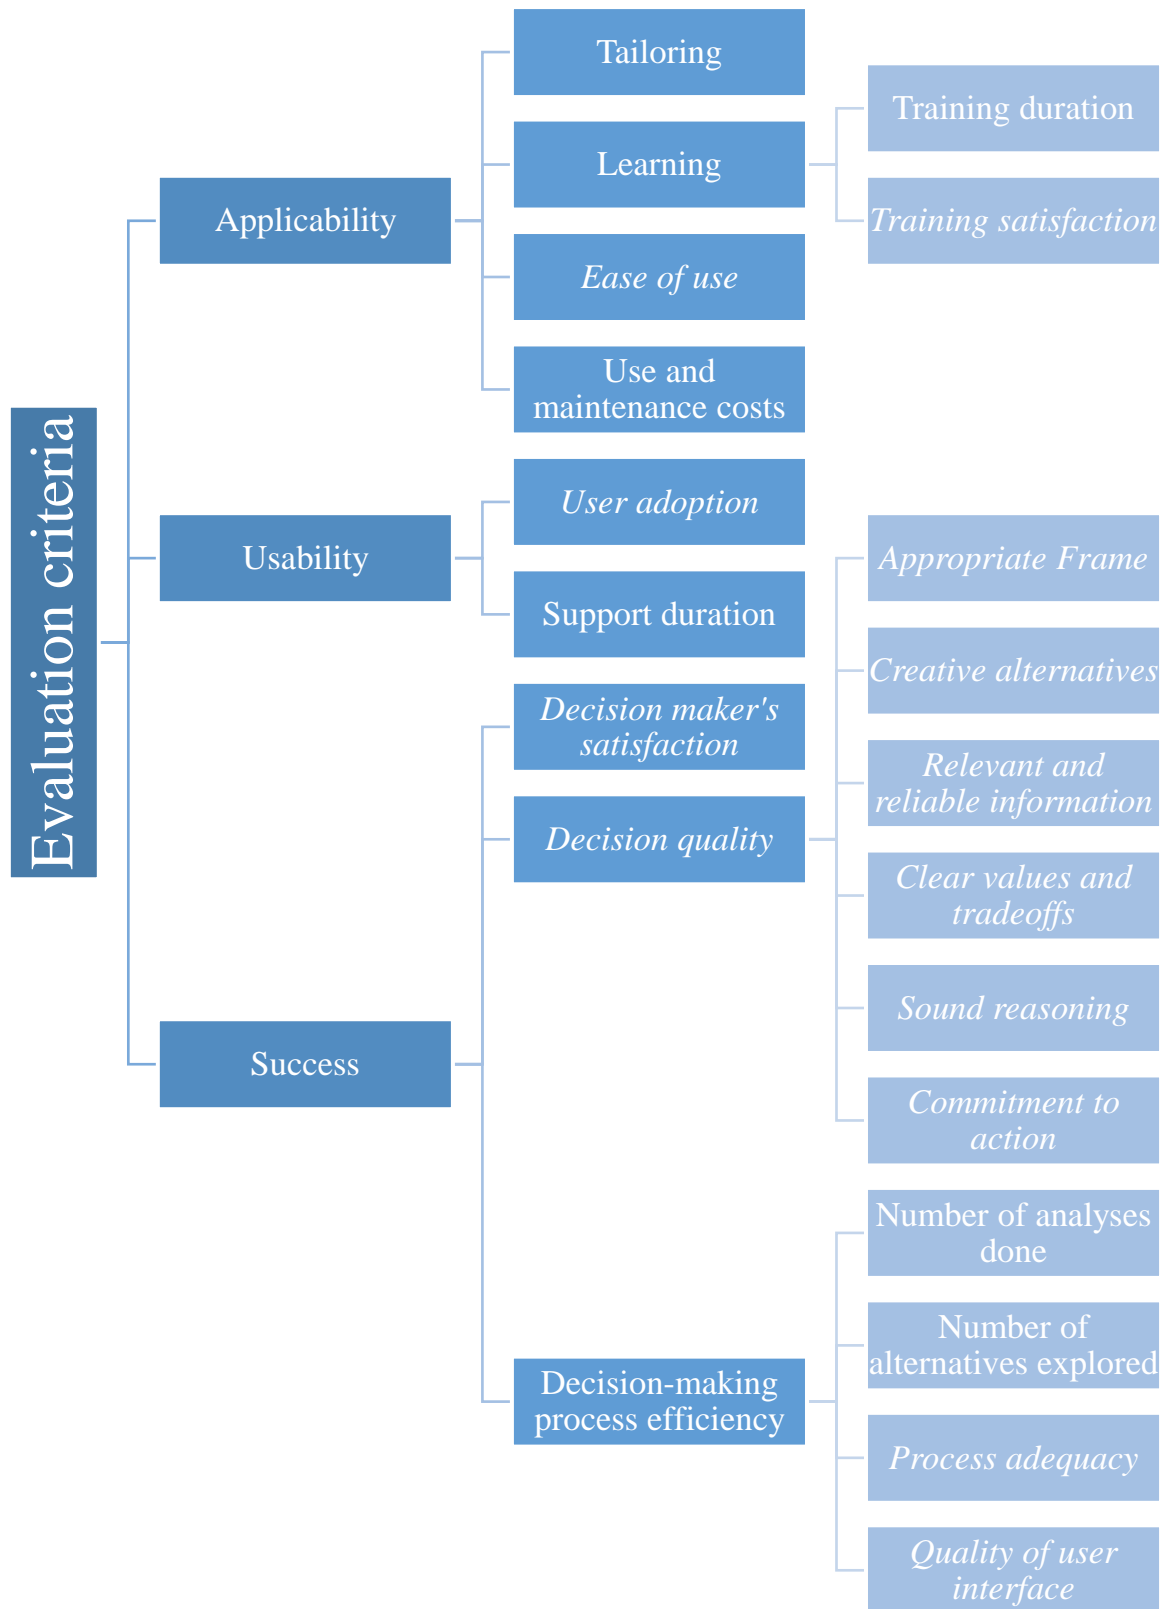 Evaluation criteria
Applicability
Tailoring
Learning
Training duration
Training satisfaction
Ease of use
Use and
maintenance costs
Usability
User adoption
Support duration
Success
Decision maker's
satisfaction
Decision quality
Appropriate Frame
Creative alternatives
Relevant and
reliable information
Clear values and
tradeoffs
Sound reasoning
Commitment to
action
Decision-making
process efficiency
Number of analyses
done
Number of
alternatives explored
Process adequacy
Quality of user
interface